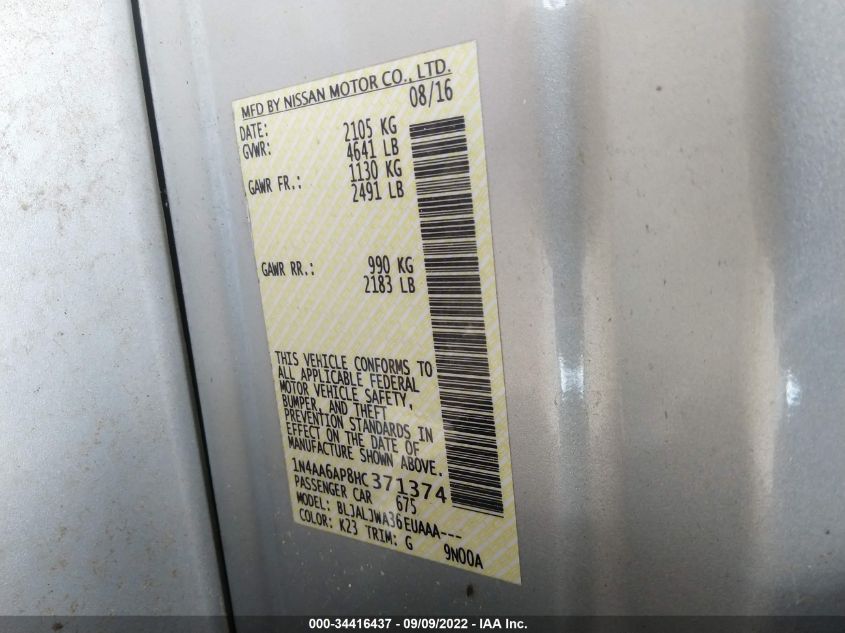 MFD BY NISSAN MOTOR CO., LTD.
DATE: 08/16
GVWR: 2105 KG
4641 LB
GAWR FR.: 1130 KG
2491 LB
GAWR RR.: 990 KG
2183 LB
THIS VEHICLE CONFORMS TO
ALL APPLICABLE FEDERAL
MOTOR VEHICLE SAFETY,
BUMPER, AND THEFT
PREVENTION STANDARDS IN
EFFECT ON THE DATE OF
MANUFACTURE SHOWN ABOVE.
1N4AA6AP8HC371374
PASSENGER CAR 675
MODEL: BLJALJWA36EUAAA---
COLOR: K23 TRIM: G 9N00A
000-34416437 - 09/09/2022 - IAA Inc.